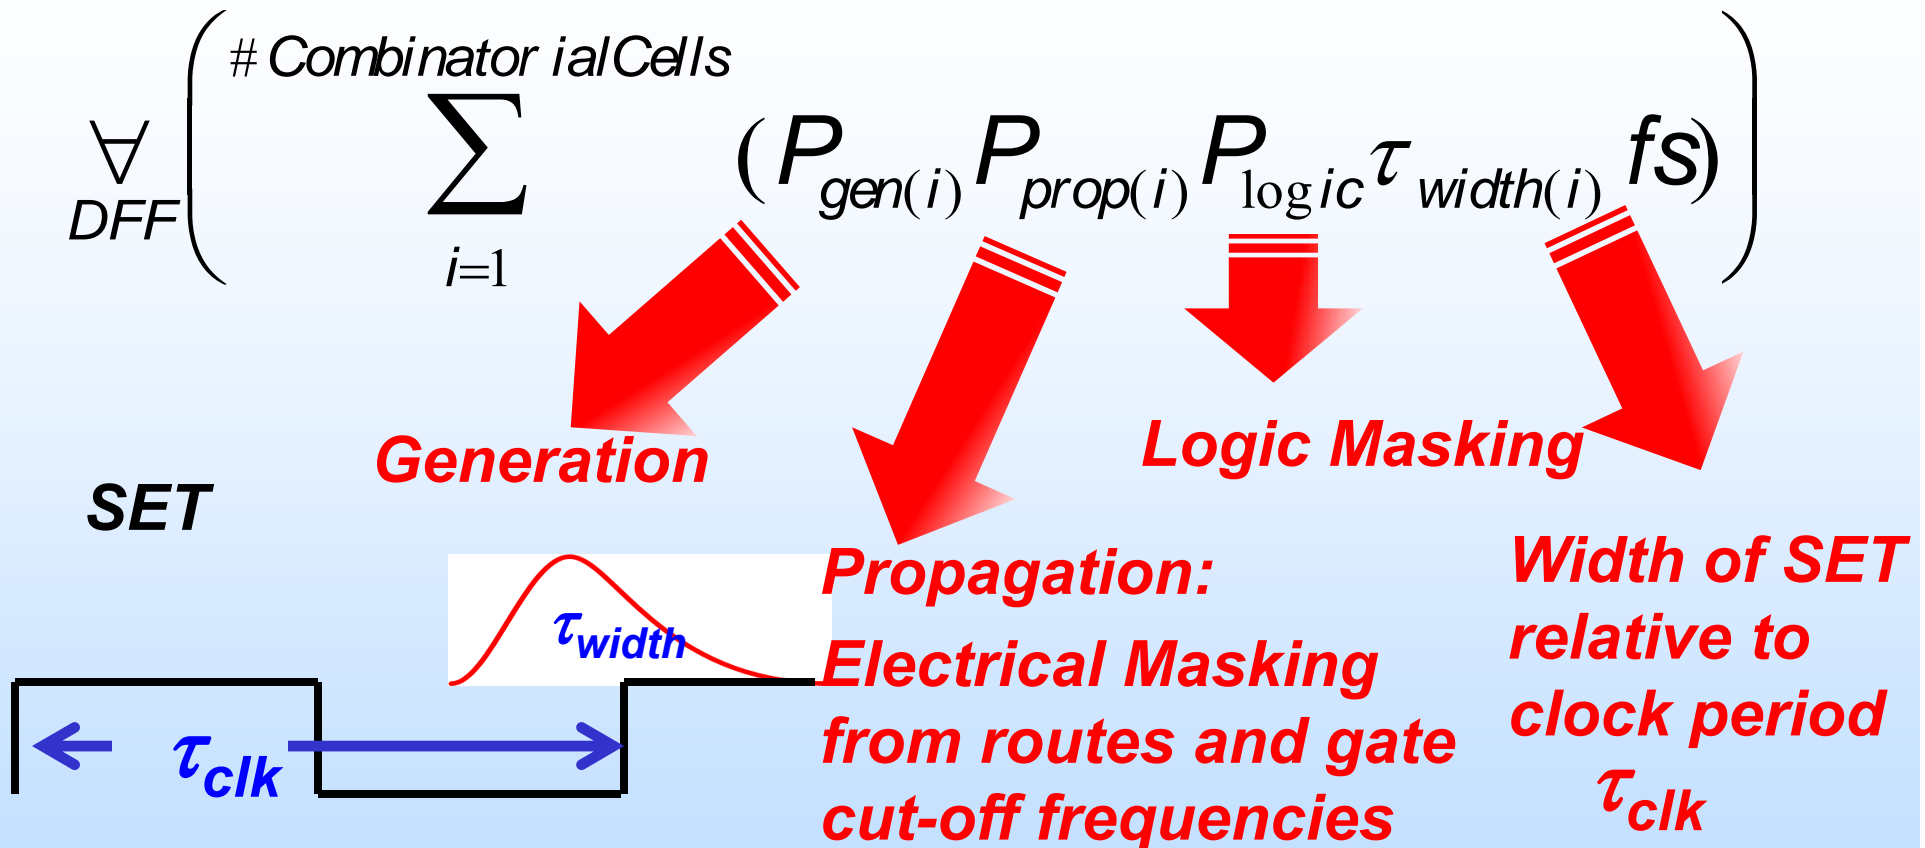 # Combinator ialCells
∀ ( ∑ (P gen(i) P prop(i) P logic τ width(i) fs) )
DFF
i=1
Generation
Logic Masking
SET
Propagation:
Electrical Masking
from routes and gate
cut-off frequencies
Width of SET
relative to
clock period
τclk
τwidth
τclk